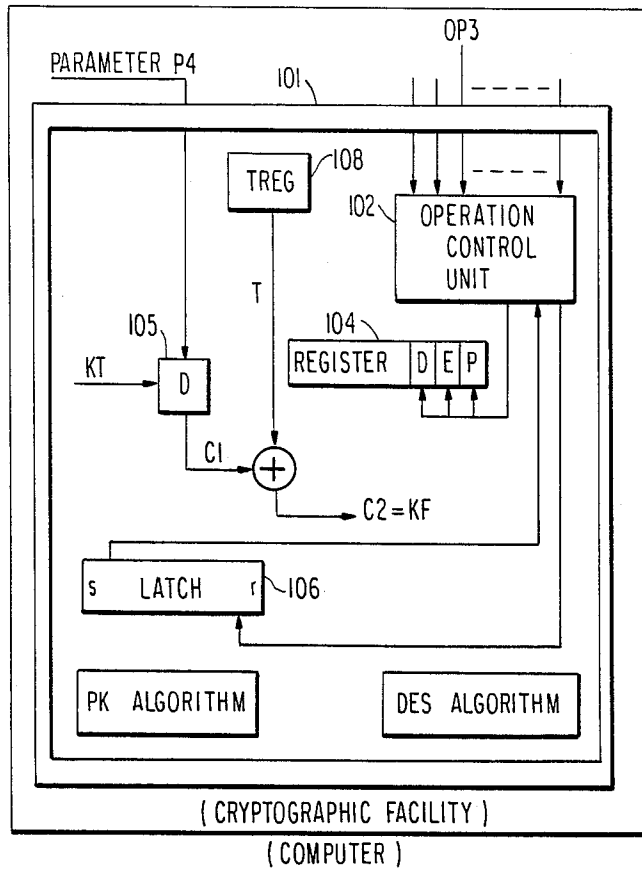 OP3
PARAMETER P4
101
108
TREG
102
OPERATION
CONTROL
UNIT
T
104
105
REGISTER D E P
KT
D
C1
+
C2=KF
s LATCH r
106
PK ALGORITHM
DES ALGORITHM
(CRYPTOGRAPHIC FACILITY)
(COMPUTER)